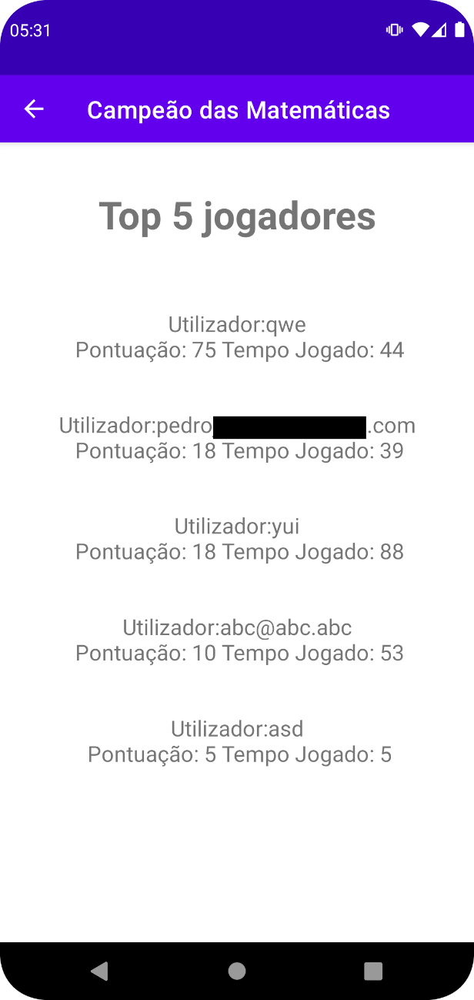 05:31
Campeão das Matemáticas
Top 5 jogadores
Utilizador:qwe
Pontuação: 75 Tempo Jogado: 44
Utilizador:pedro .com
Pontuação: 18 Tempo Jogado: 39
Utilizador:yui
Pontuação: 18 Tempo Jogado: 88
Utilizador:abc@abc.abc
Pontuação: 10 Tempo Jogado: 53
Utilizador:asd
Pontuação: 5 Tempo Jogado: 5